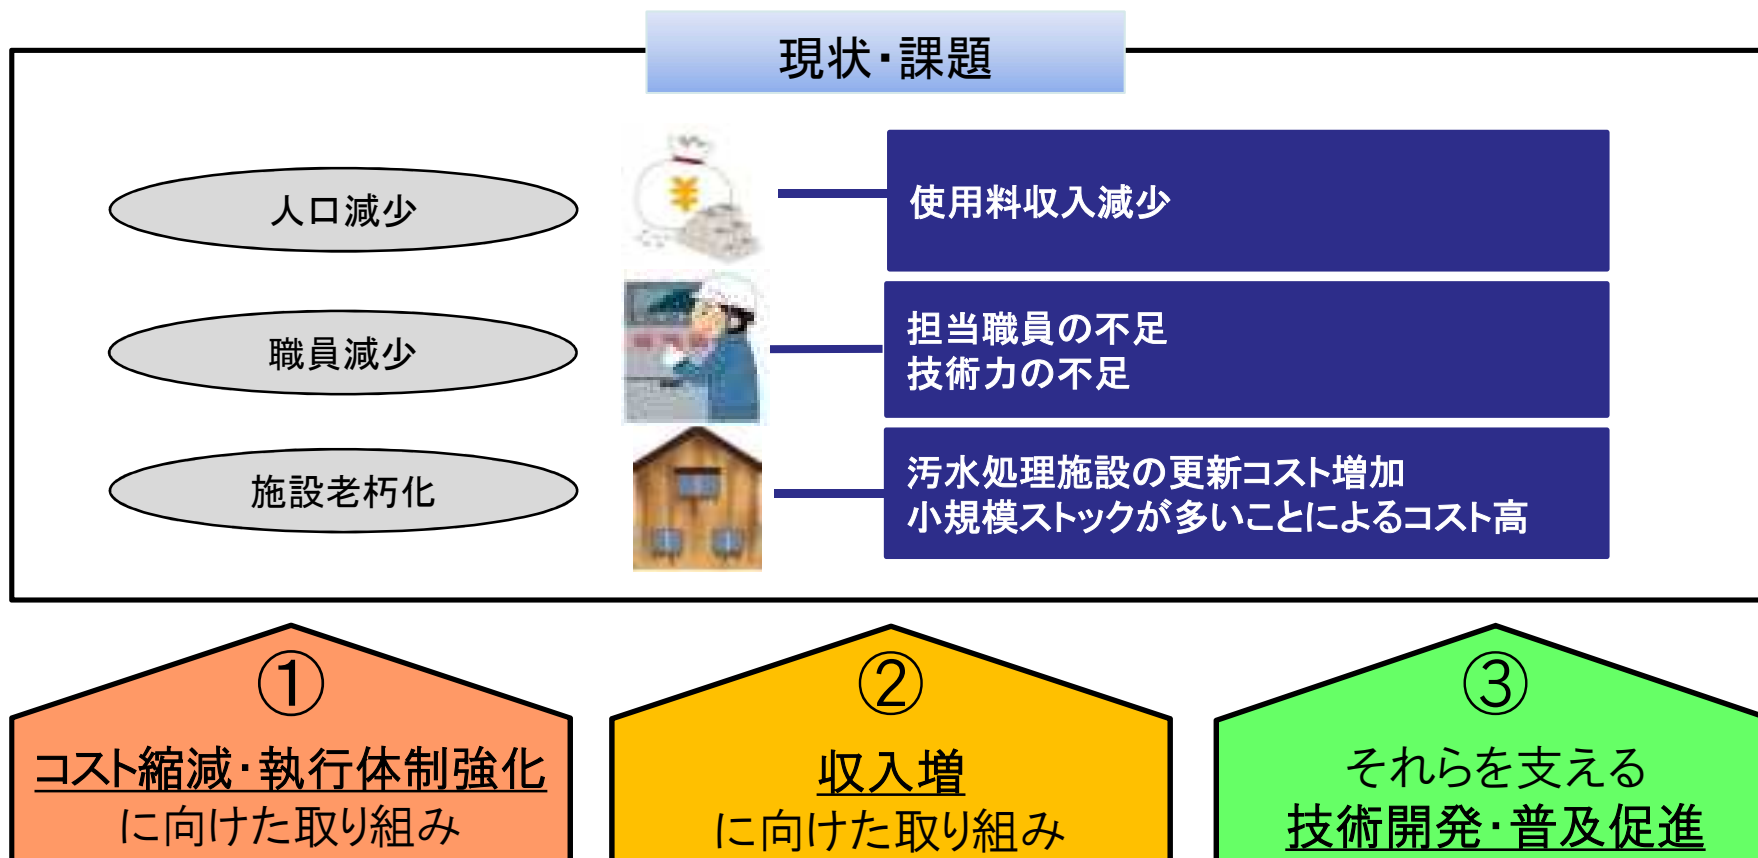 現状・課題
人口減少
使用料収入減少
職員減少
担当職員の不足
技術力の不足
施設老朽化
汚水処理施設の更新コスト増加
小規模ストックが多いことによるコスト高
①
コスト縮減・執行体制強化
に向けた取り組み
②
収入増
に向けた取り組み
③
それらを支える
技術開発・普及促進